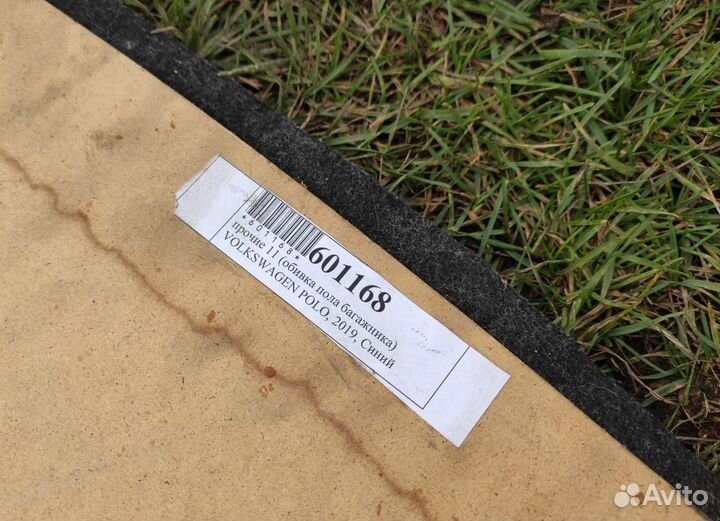 *601168*
601168
прочие 11 (обивка пола багажника)
VOLKSWAGEN POLO, 2019, Синий
Avito